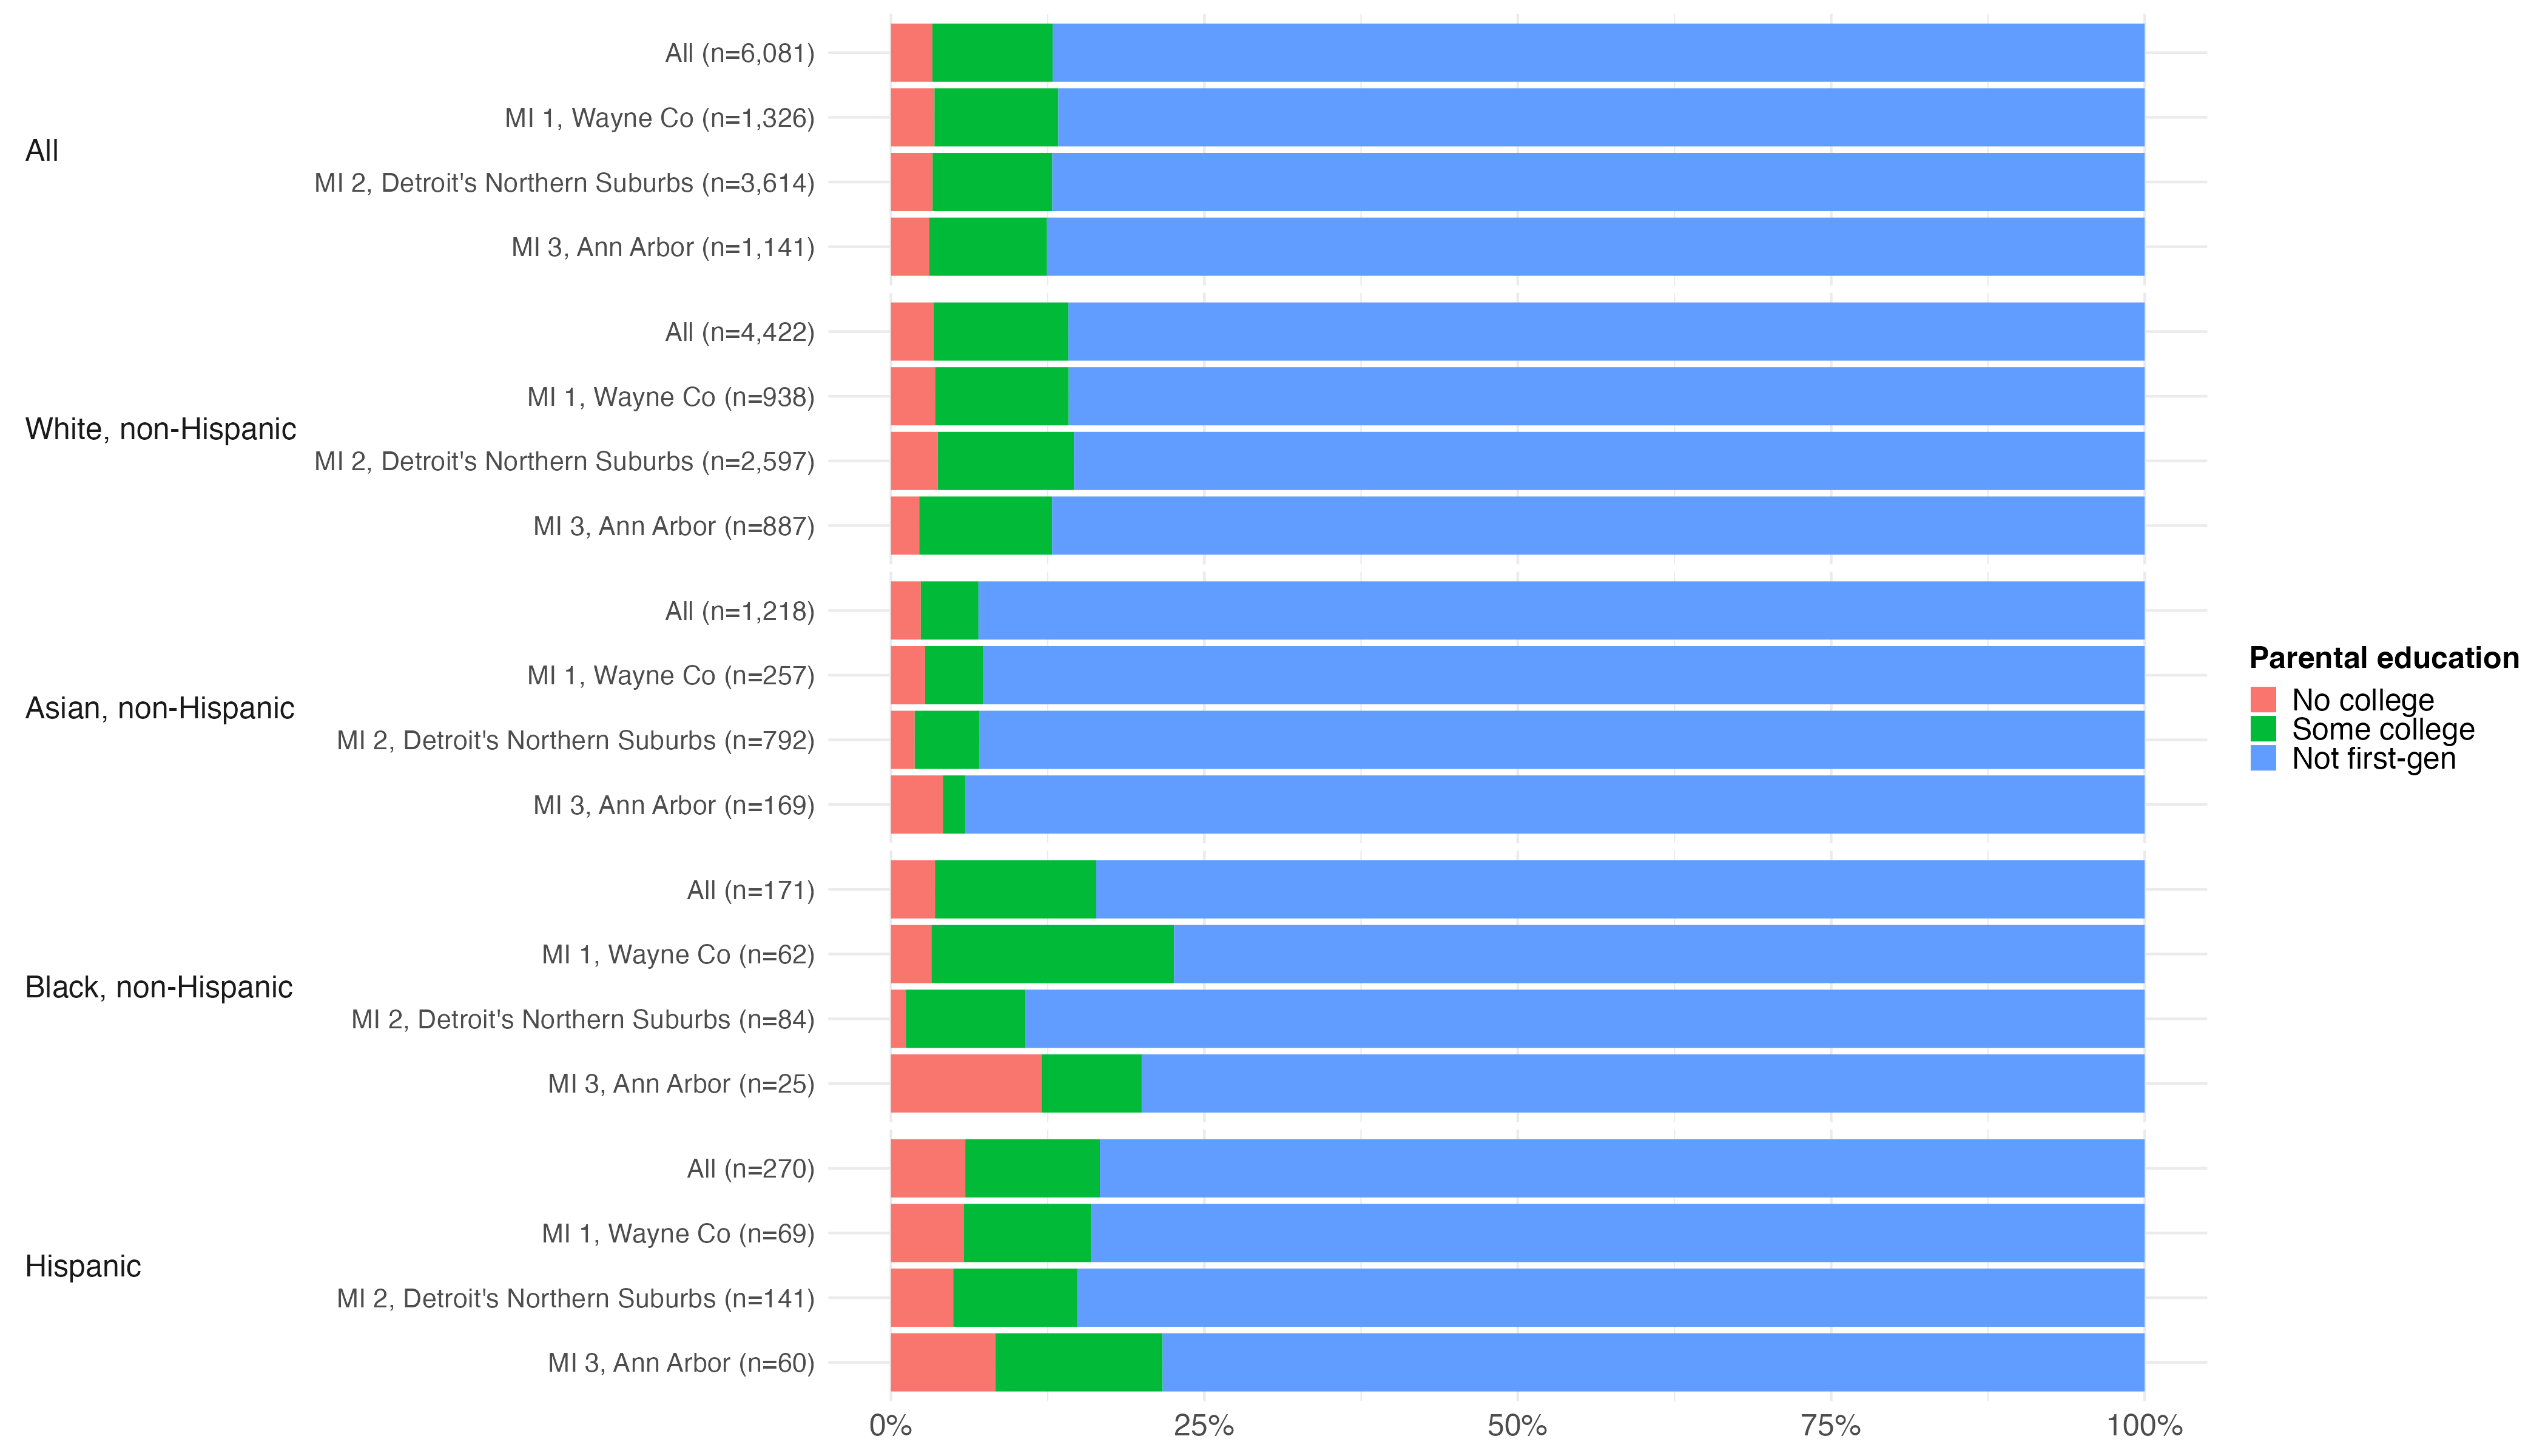 All
All (n=6,081)
MI 1, Wayne Co (n=1,326)
MI 2, Detroit's Northern Suburbs (n=3,614)
MI 3, Ann Arbor (n=1,141)
White, non-Hispanic
All (n=4,422)
MI 1, Wayne Co (n=938)
MI 2, Detroit's Northern Suburbs (n=2,597)
MI 3, Ann Arbor (n=887)
Asian, non-Hispanic
All (n=1,218)
MI 1, Wayne Co (n=257)
MI 2, Detroit's Northern Suburbs (n=792)
MI 3, Ann Arbor (n=169)
Black, non-Hispanic
All (n=171)
MI 1, Wayne Co (n=62)
MI 2, Detroit's Northern Suburbs (n=84)
MI 3, Ann Arbor (n=25)
Hispanic
All (n=270)
MI 1, Wayne Co (n=69)
MI 2, Detroit's Northern Suburbs (n=141)
MI 3, Ann Arbor (n=60)
0% 25% 50% 75% 100%
Parental education
No college
Some college
Not first-gen